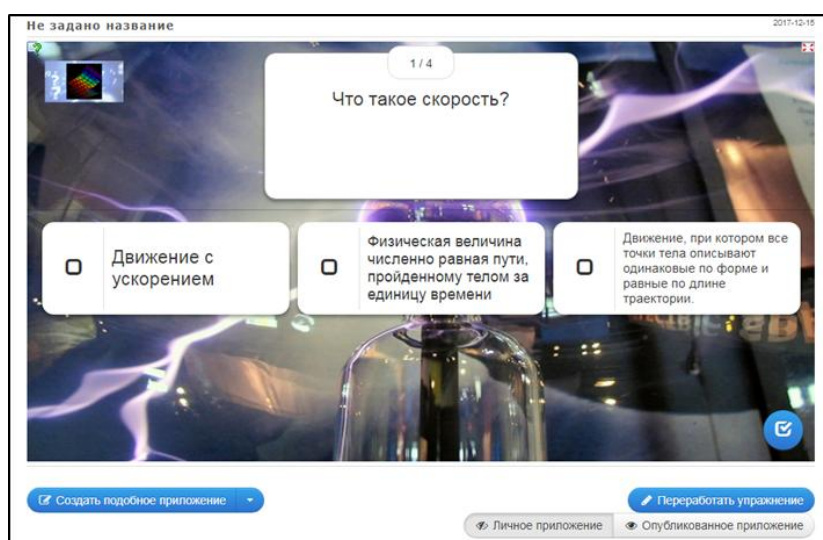 Не задано название
2017-12-15
1 / 4
Что такое скорость?
Движение с
ускорением
Физическая величина
численно равная пути,
пройденному телом за
единицу времени
Движение, при котором все
точки тела описывают
одинаковые по форме и
равные по длине
траектории.
Создать подобное приложение
Переработать упражнение
Личное приложение
Опубликованное приложение